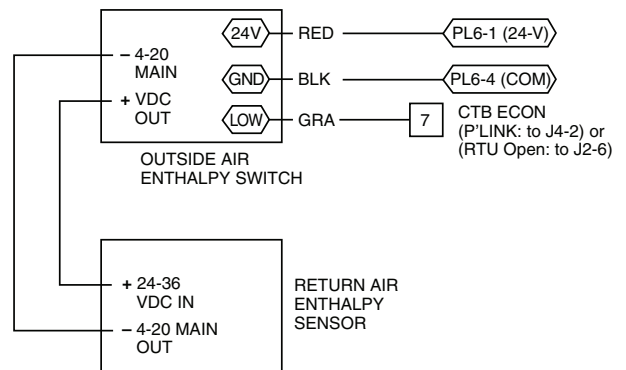 – 4-20
MAIN
+ VDC
OUT
24V RED PL6-1 (24-V)
GND BLK PL6-4 (COM)
LOW GRA 7 CTB ECON
(P'LINK: to J4-2) or
(RTU Open: to J2-6)
OUTSIDE AIR
ENTHALPY SWITCH
+ 24-36
VDC IN
– 4-20 MAIN
OUT
RETURN AIR
ENTHALPY
SENSOR